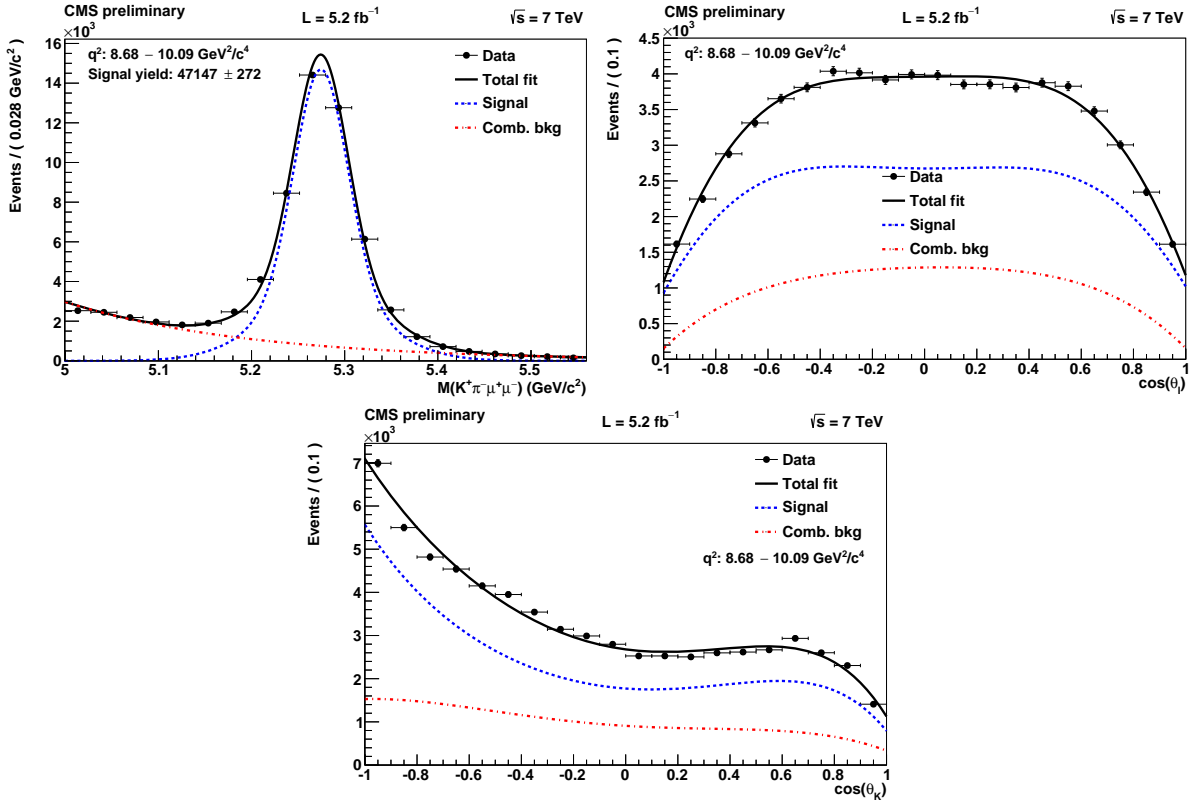 CMS preliminary L = 5.2 fb⁻¹ √s = 7 TeV
×10³
q²: 8.68 − 10.09 GeV²/c⁴
Signal yield: 47147 ± 272
Data
Total fit
Signal
Comb. bkg
Events / ( 0.028 GeV/c² )
16
14
12
10
8
6
4
2
0
5 5.1 5.2 5.3 5.4 5.5
M(K⁺π⁻μ⁺μ⁻) (GeV/c²)
CMS preliminary L = 5.2 fb⁻¹ √s = 7 TeV
×10³
q²: 8.68 − 10.09 GeV²/c⁴
Data
Total fit
Signal
Comb. bkg
Events / ( 0.1 )
4.5
4
3.5
3
2.5
2
1.5
1
0.5
0
-1 -0.8 -0.6 -0.4 -0.2 0 0.2 0.4 0.6 0.8 1
cos(θₗ)
CMS preliminary L = 5.2 fb⁻¹ √s = 7 TeV
×10³
Data
Total fit
Signal
Comb. bkg
q²: 8.68 − 10.09 GeV²/c⁴
Events / ( 0.1 )
7
6
5
4
3
2
1
0
-1 -0.8 -0.6 -0.4 -0.2 0 0.2 0.4 0.6 0.8 1
cos(θ_K)